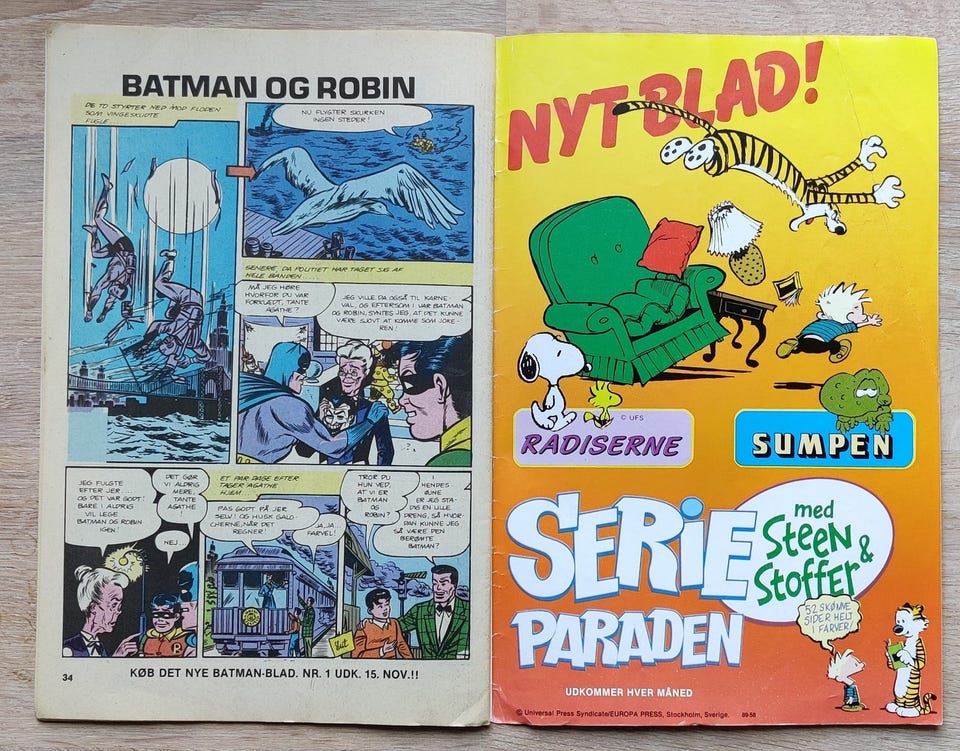 BATMAN OG ROBIN
DE TO STYRTER NED MOD FLODEN
SOM VINGESKUDTE
FUGLE
NU FLYGTER SKURKEN
INGEN STEDER!
SENERE, DA POLITIET HAR TAGET SIG AF
HELE BANDEN....
MÅ JEG HØRE
HVORFOR DU VAR
FORKLÆDT, TANTE
AGATHE?
JEG VILLE DA OGSÅ TIL KARNE
VAL, OG EFTERSOM I VAR BATMAN
OG ROBIN, SYNTES JEG, AT DET KUNNE
VÆRE SJOVT AT KOMME SOM JOKE-
REN!
JEG FULGTE
EFTER JER....
OG DET VAR GODT!
BARE I ALDRIG
VIL LEGE
BATMAN OG ROBIN
IGEN!
DET GØR
VI ALDRIG
MERE,
TANTE
AGATHE
NEJ...
ET PAR DAGE EFTER
TAGER AGATHE
HJEM...
PAS GODT PÅ JER
SELV! OG HUSK GALO-
CHERNE, NÅR DET
REGNER!
JA, JA,
FARVEL!
TROR DU
HUN VED,
AT VI ER
BATMAN
OG
ROBIN?
I
HENDES
ØJNE
ER JEG STA-
DIG EN LILLE
DRENG, SÅ HVOR-
DAN KUNNE JEG
SÅ VÆRE DEN
BERØMTE
BATMAN?
Slut
34
KØB DET NYE BATMAN-BLAD. NR. 1 UDK. 15. NOV.!!
NYT BLAD!
© UFS
RADISERNE
SUMPEN
SERIE
PARADEN
med
Steen
&
Stoffer
52 SKØNNE
SIDER HELT
I FARVER!
UDKOMMER HVER MÅNED
© Universal Press Syndicate/EUROPA PRESS, Stockholm, Sverige. 89-58